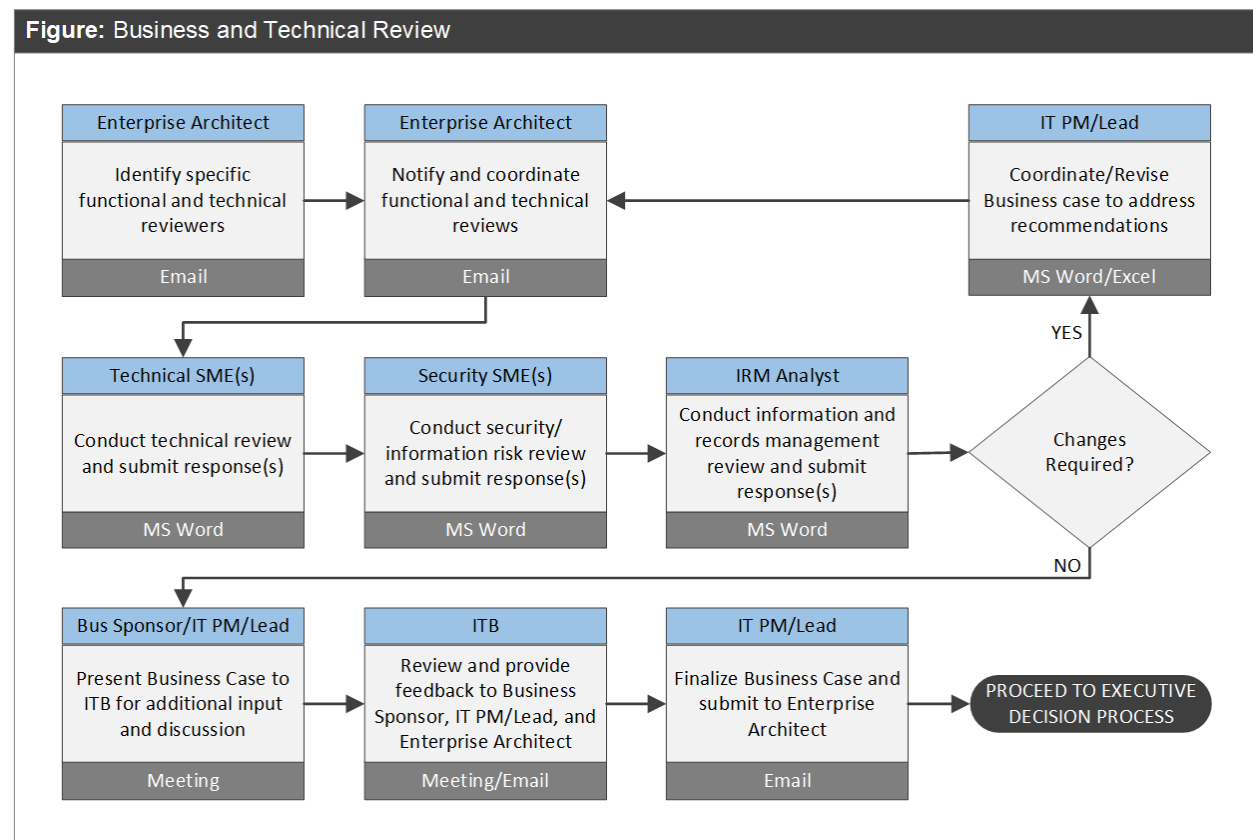 Figure: Business and Technical Review
Enterprise Architect
Identify specific
functional and technical
reviewers
Email
Enterprise Architect
Notify and coordinate
functional and technical
reviews
Email
IT PM/Lead
Coordinate/Revise
Business case to address
recommendations
MS Word/Excel
YES
Technical SME(s)
Conduct technical review
and submit response(s)
MS Word
Security SME(s)
Conduct security/
information risk review
and submit response(s)
MS Word
IRM Analyst
Conduct information and
records management
review and submit
response(s)
MS Word
Changes
Required?
NO
Bus Sponsor/IT PM/Lead
Present Business Case to
ITB for additional input
and discussion
Meeting
ITB
Review and provide
feedback to Business
Sponsor, IT PM/Lead, and
Enterprise Architect
Meeting/Email
IT PM/Lead
Finalize Business Case and
submit to Enterprise
Architect
Email
PROCEED TO EXECUTIVE
DECISION PROCESS